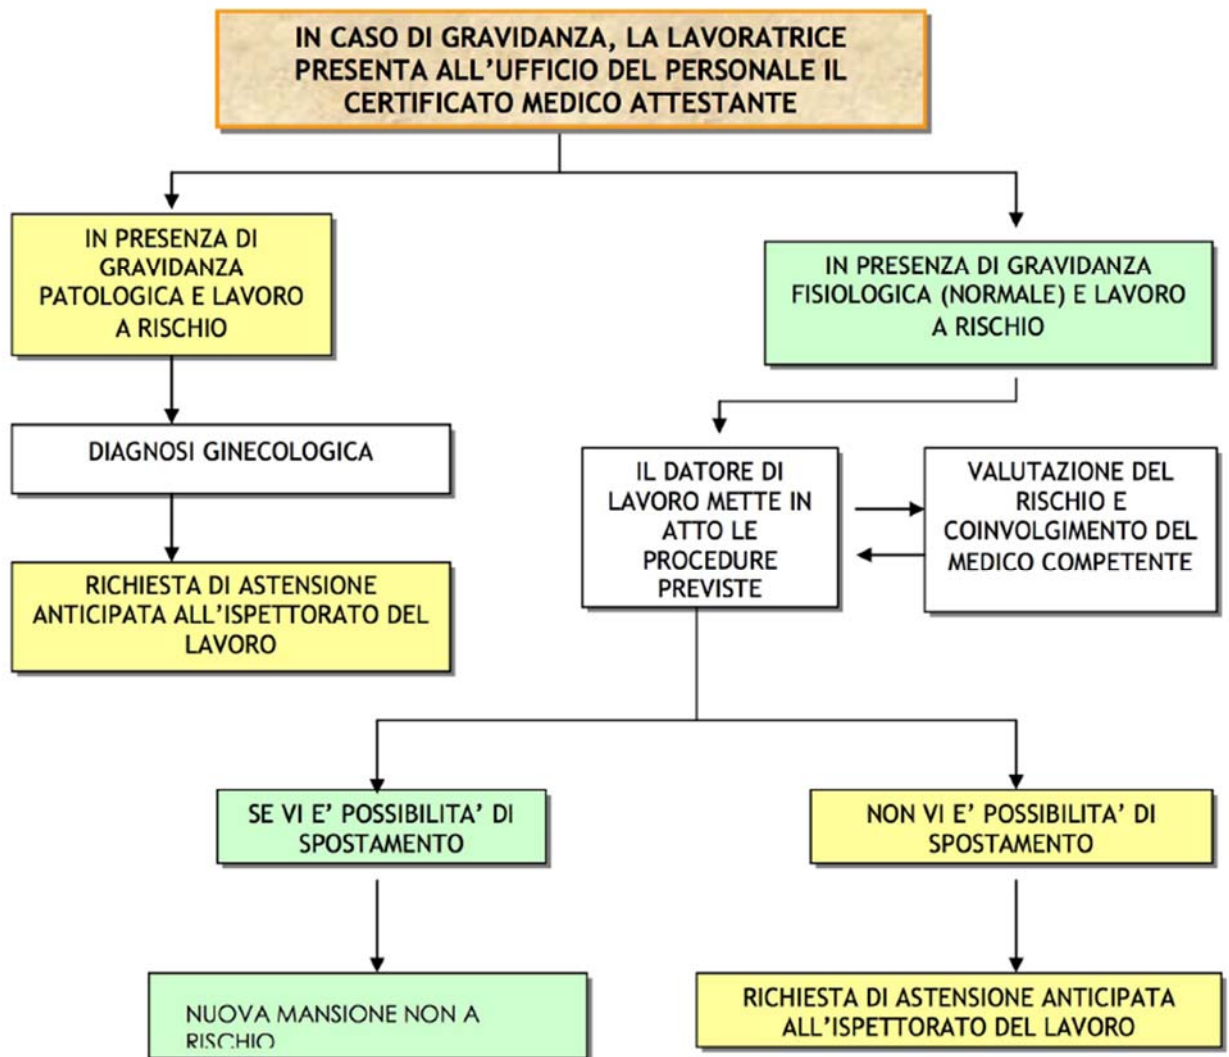 IN CASO DI GRAVIDANZA, LA LAVORATRICE
PRESENTA ALL'UFFICIO DEL PERSONALE IL
CERTIFICATO MEDICO ATTESTANTE
IN PRESENZA DI
GRAVIDANZA
PATOLOGICA E LAVORO
A RISCHIO
IN PRESENZA DI GRAVIDANZA
FISIOLOGICA (NORMALE) E LAVORO
A RISCHIO
DIAGNOSI GINECOLOGICA
IL DATORE DI
LAVORO METTE IN
ATTO LE
PROCEDURE
PREVISTE
VALUTAZIONE DEL
RISCHIO E
COINVOLGIMENTO DEL
MEDICO COMPETENTE
RICHIESTA DI ASTENSIONE
ANTICIPATA ALL'ISPETTORATO DEL
LAVORO
SE VI E' POSSIBILITA' DI
SPOSTAMENTO
NON VI E' POSSIBILITA' DI
SPOSTAMENTO
NUOVA MANSIONE NON A
RISCHIO
RICHIESTA DI ASTENSIONE ANTICIPATA
ALL'ISPETTORATO DEL LAVORO